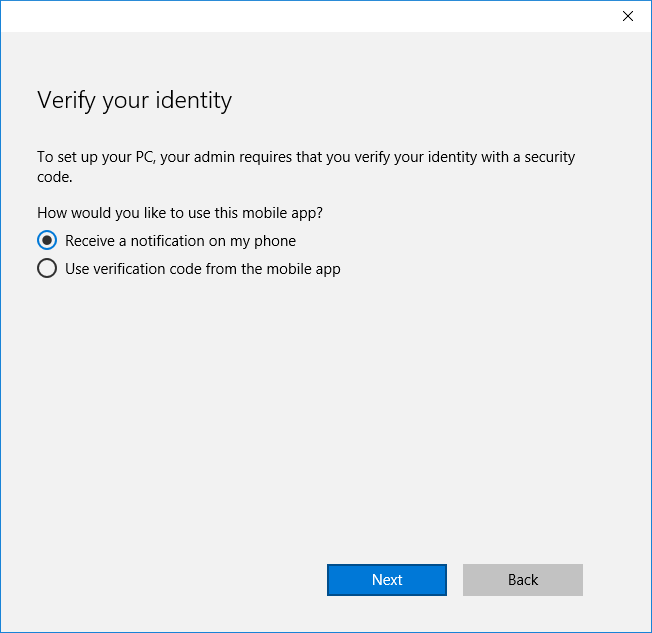 Verify your identity
To set up your PC, your admin requires that you verify your identity with a security
code.
How would you like to use this mobile app?
Receive a notification on my phone
Use verification code from the mobile app
Next
Back